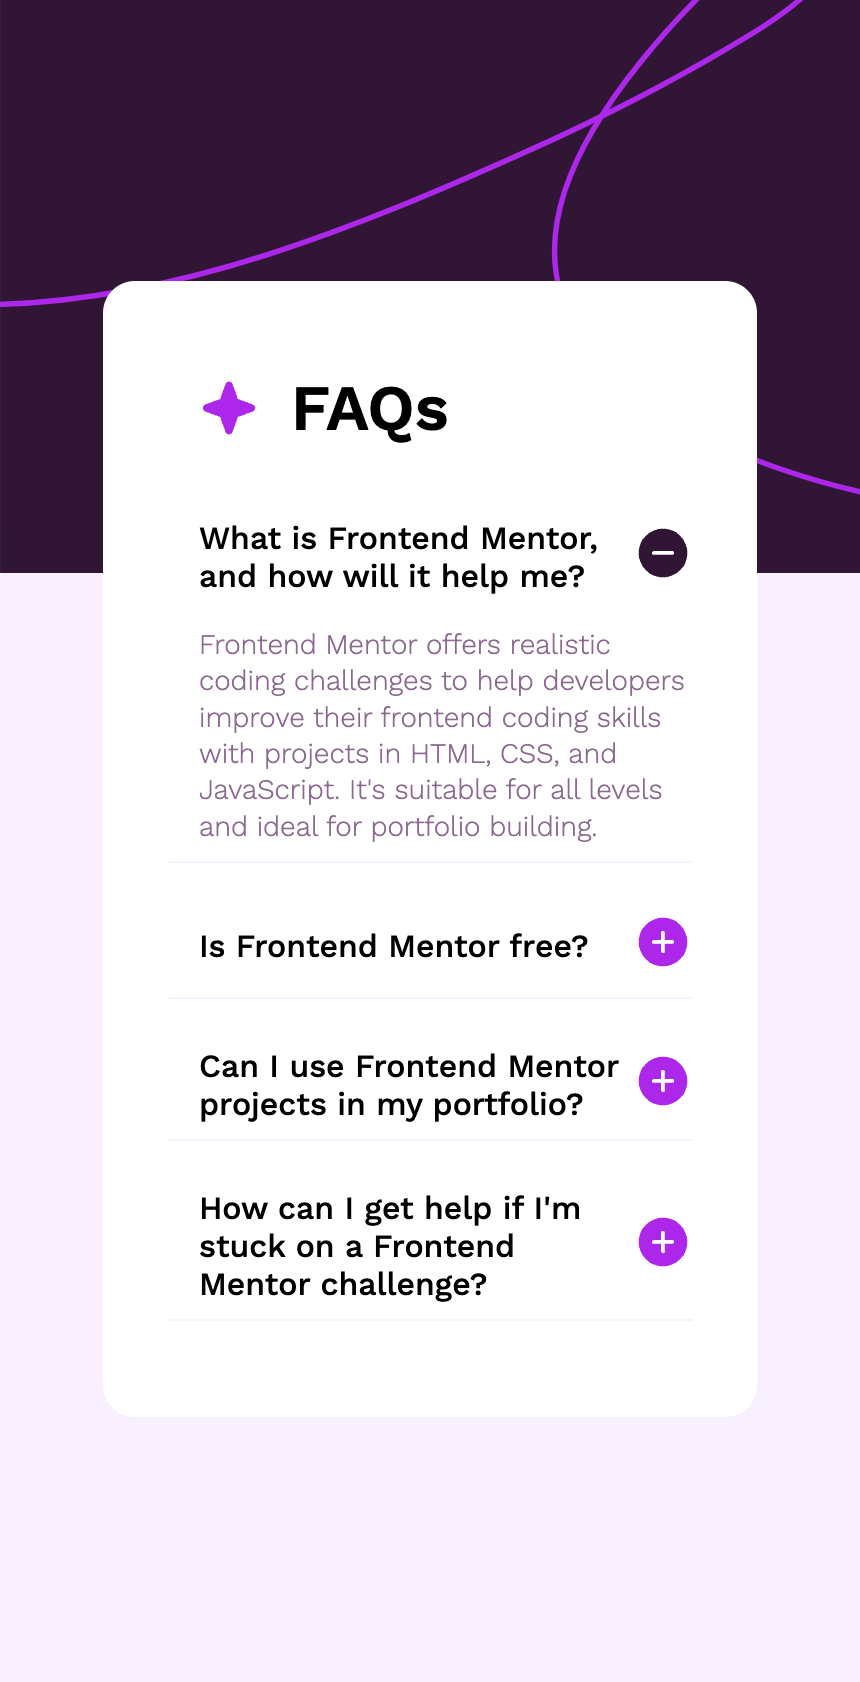 FAQs
What is Frontend Mentor,
and how will it help me?
Frontend Mentor offers realistic
coding challenges to help developers
improve their frontend coding skills
with projects in HTML, CSS, and
JavaScript. It's suitable for all levels
and ideal for portfolio building.
Is Frontend Mentor free?
Can I use Frontend Mentor
projects in my portfolio?
How can I get help if I'm
stuck on a Frontend
Mentor challenge?